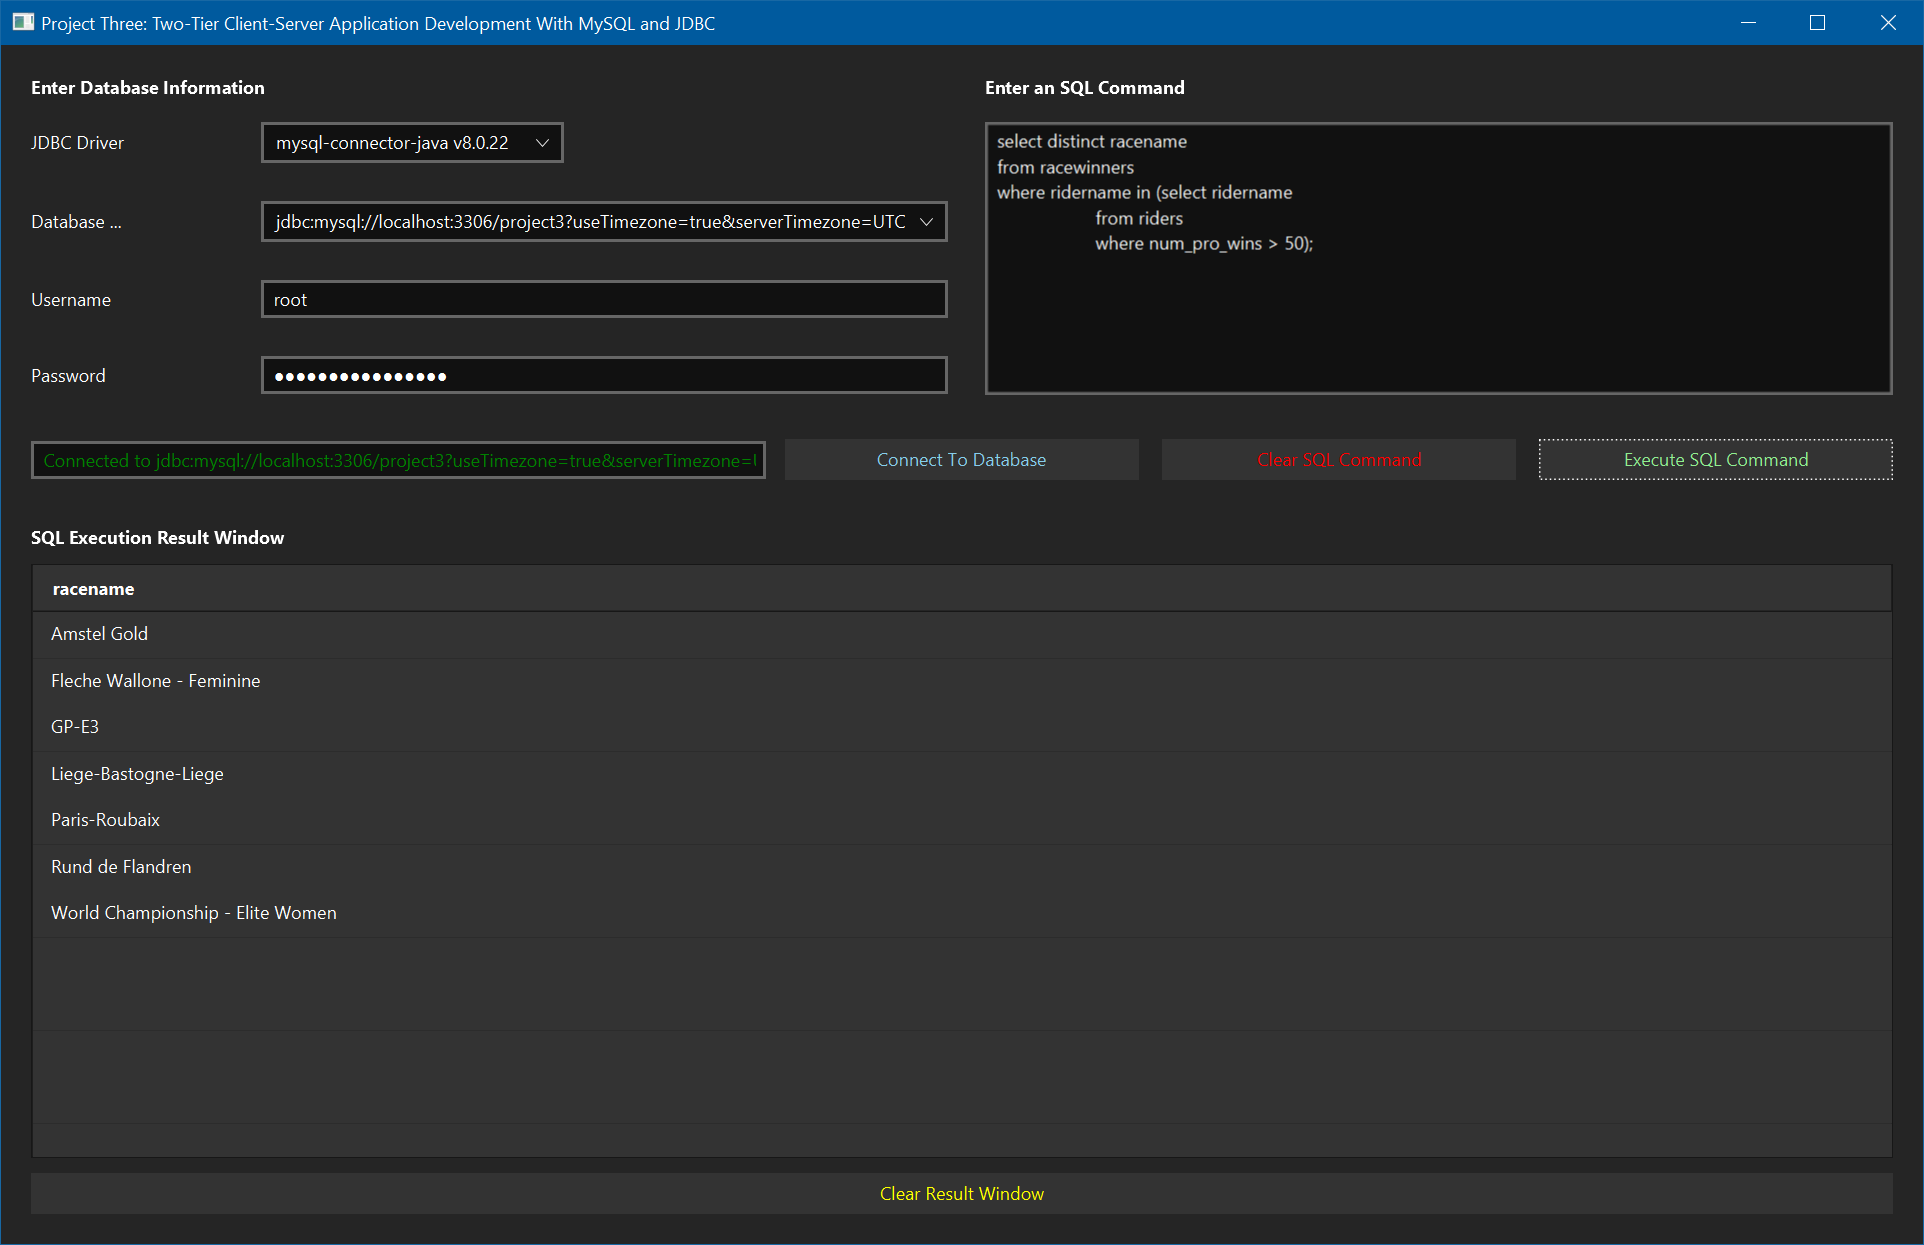 Project Three: Two-Tier Client-Server Application Development With MySQL and JDBC
Enter Database Information
JDBC Driver
mysql-connector-java v8.0.22
Database ...
jdbc:mysql://localhost:3306/project3?useTimezone=true&serverTimezone=UTC
Username
root
Password
●●●●●●●●●●●●●●●●
Enter an SQL Command
select distinct racename
from racewinners
where ridername in (select ridername
from riders
where num_pro_wins > 50);
Connected to jdbc:mysql://localhost:3306/project3?useTimezone=true&serverTimezone=
Connect To Database
Clear SQL Command
Execute SQL Command
SQL Execution Result Window
racename
Amstel Gold
Fleche Wallone - Feminine
GP-E3
Liege-Bastogne-Liege
Paris-Roubaix
Rund de Flandren
World Championship - Elite Women
Clear Result Window